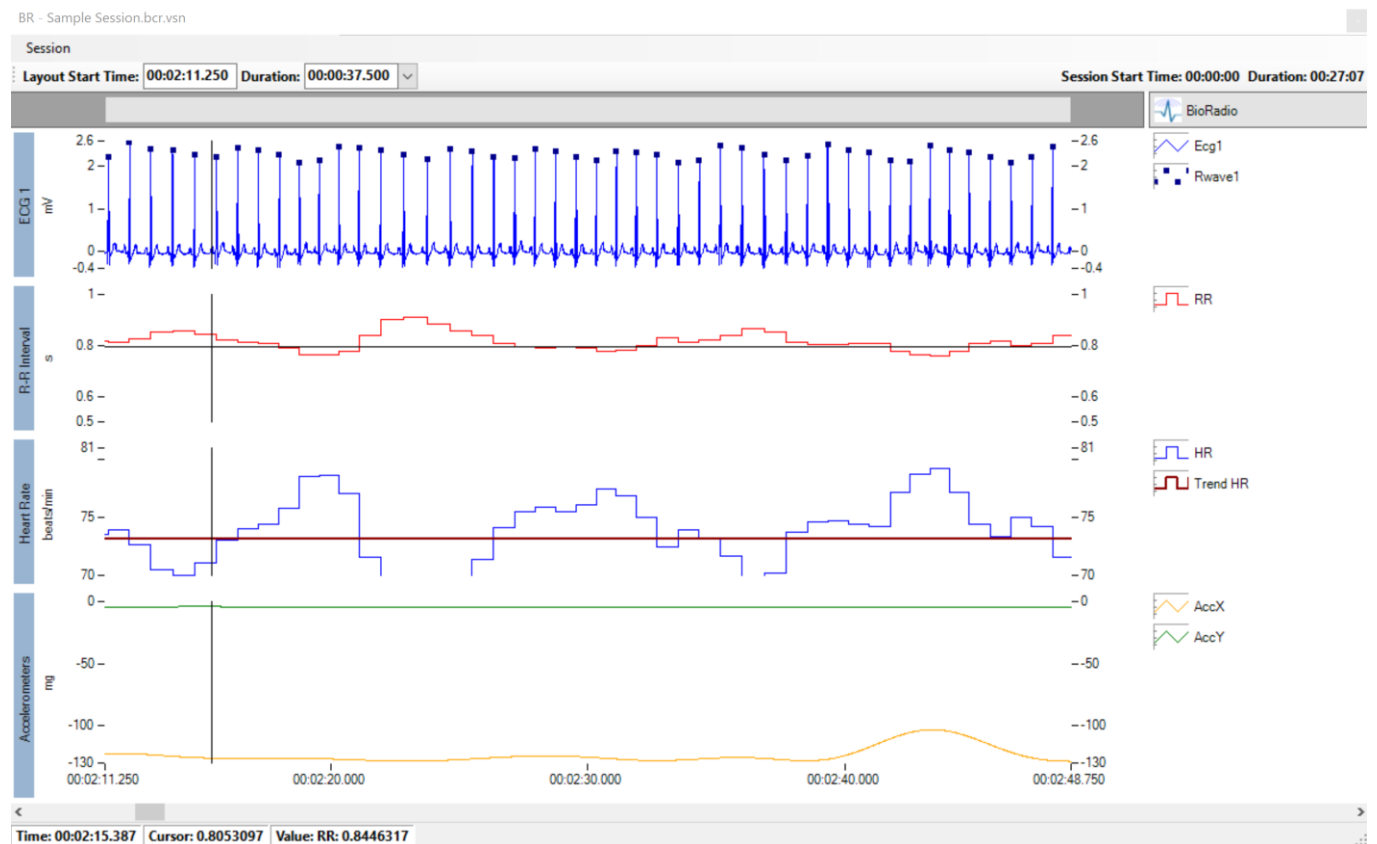 BR - Sample Session.bcr.vsn
Session
Layout Start Time: 00:02:11.250 Duration: 00:00:37.500 Session Start Time: 00:00:00 Duration: 00:27:07
BioRadio
ECG 1
mV
2.6
2
1
0
-0.4
2.6
2
1
0
-0.4
Ecg1
Rwave1
R-R Interval
s
1
0.8
0.6
0.5
1
0.8
0.6
0.5
RR
Heart Rate
beats/min
81
75
70
81
75
70
HR
Trend HR
Accelerometers
mg
0
-50
-100
-130
0
-50
-100
-130
AccX
AccY
00:02:11.250 00:02:20.000 00:02:30.000 00:02:40.000 00:02:48.750
Time: 00:02:15.387 Cursor: 0.8053097 Value: RR: 0.8446317